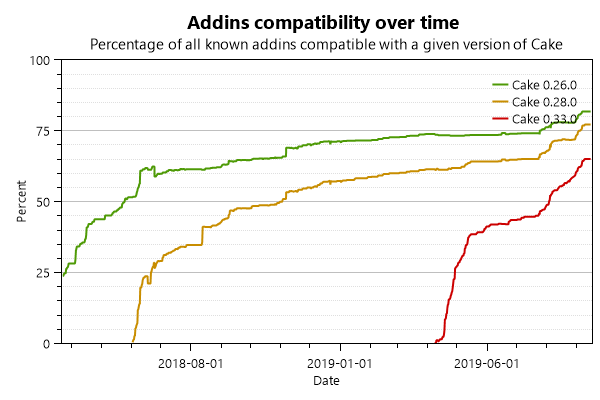 Addins compatibility over time
Percentage of all known addins compatible with a given version of Cake
100
75
50
25
0
Percent
Cake 0.26.0
Cake 0.28.0
Cake 0.33.0
2018-08-01
2019-01-01
2019-06-01
Date